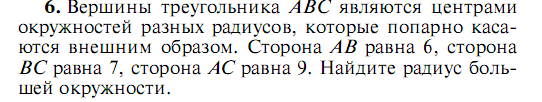 6. Вершины треугольника ABC являются центрами
окружностей разных радиусов, которые попарно каса-
ются внешним образом. Сторона AB равна 6, сторона
BC равна 7, сторона AC равна 9. Найдите радиус боль-
шей окружности.